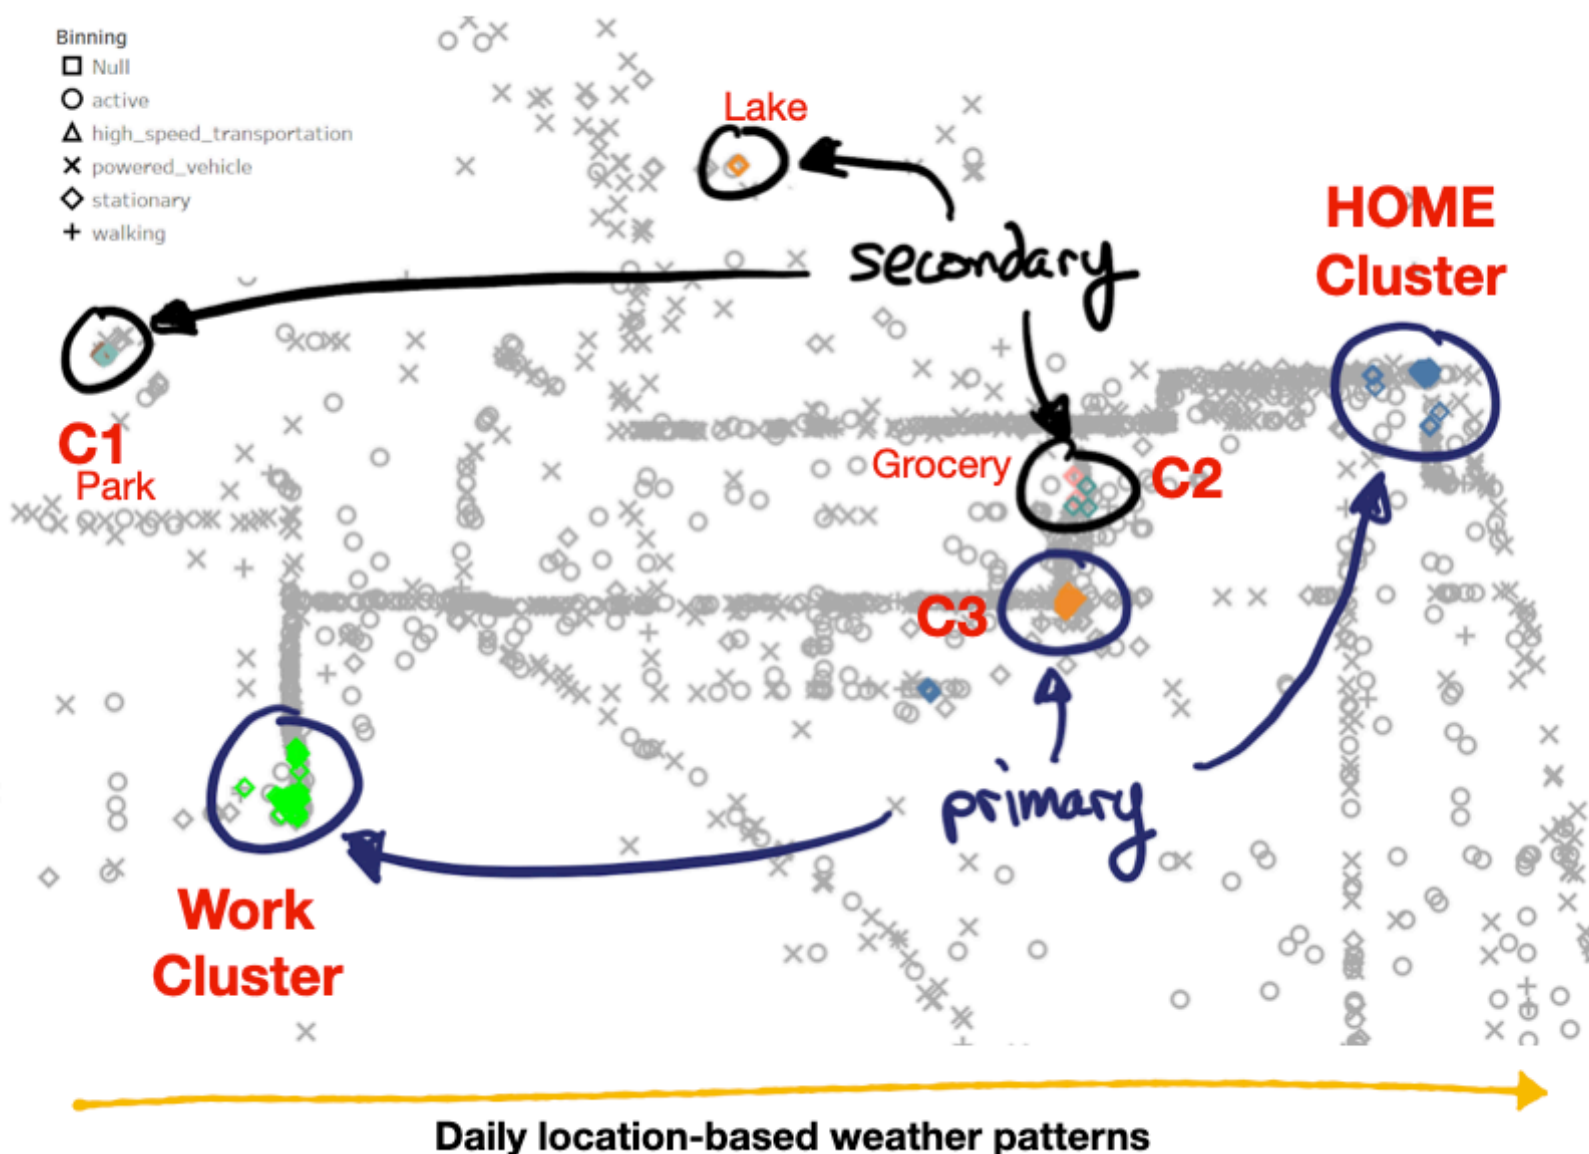 Binning
Null
active
high_speed_transportation
powered_vehicle
stationary
walking
Lake
secondary
HOME
Cluster
C1
Park
Grocery
C2
C3
primary
Work
Cluster
Daily location-based weather patterns